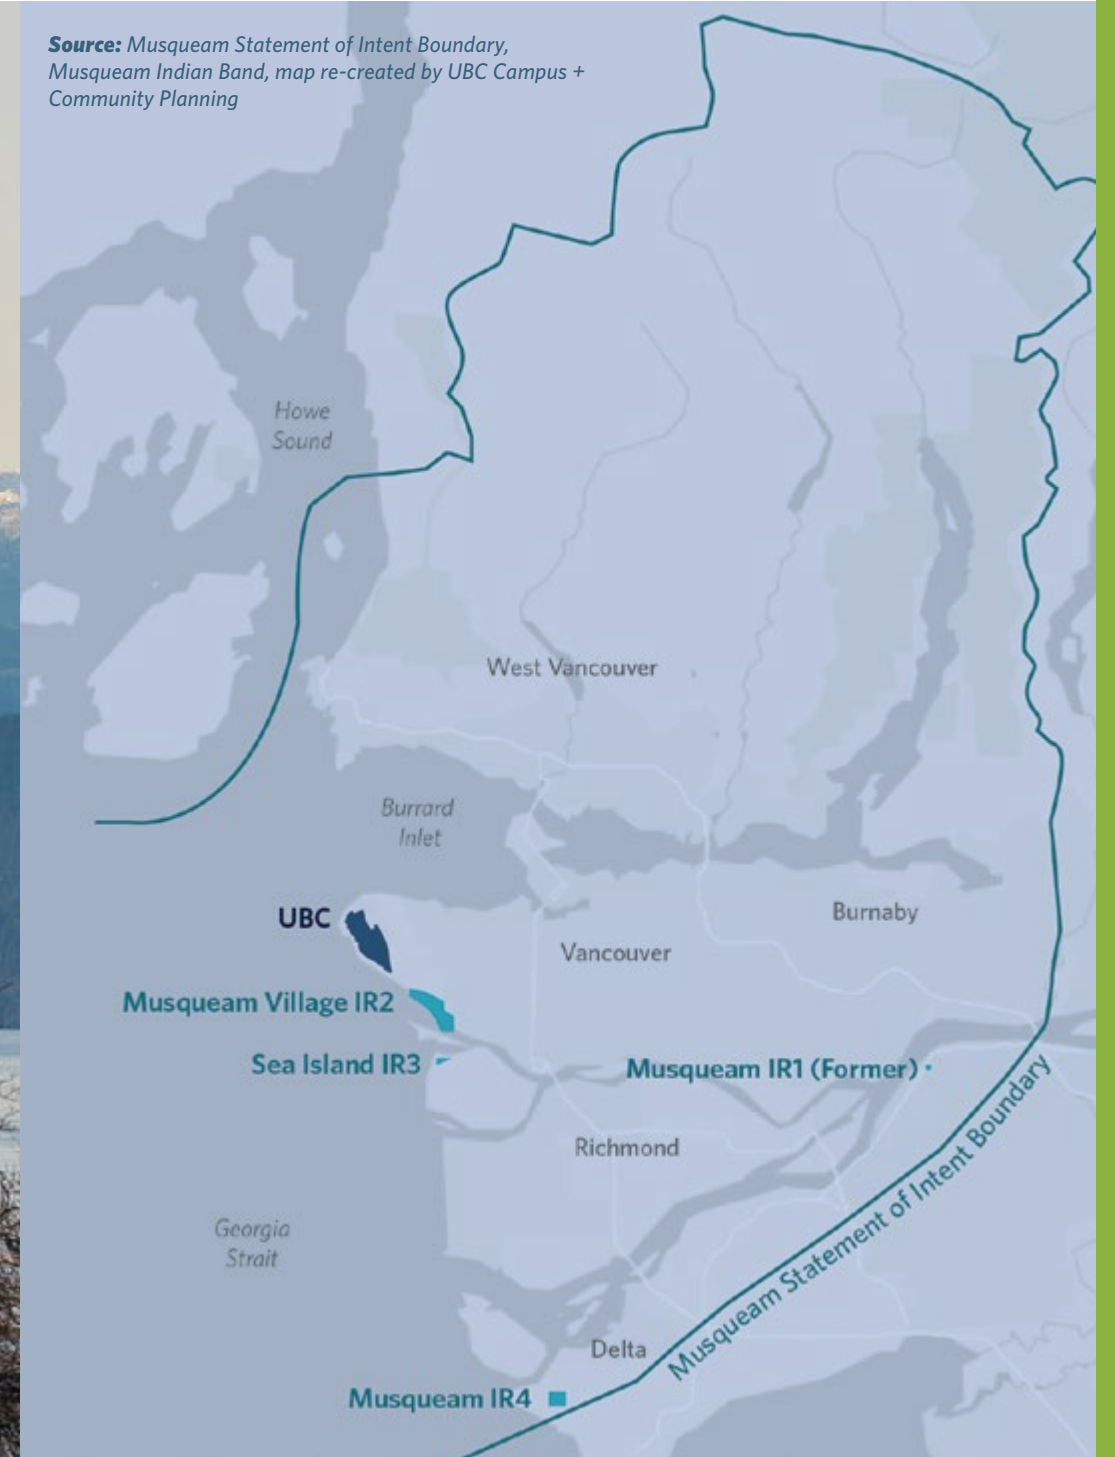 Source: Musqueam Statement of Intent Boundary,
Musqueam Indian Band, map re-created by UBC Campus +
Community Planning
Howe
Sound
West Vancouver
Burrard
Inlet
UBC
Burnaby
Vancouver
Musqueam Village IR2
Sea Island IR3
Musqueam IR1 (Former)
Richmond
Musqueam Statement of Intent Boundary
Georgia
Strait
Delta
Musqueam IR4